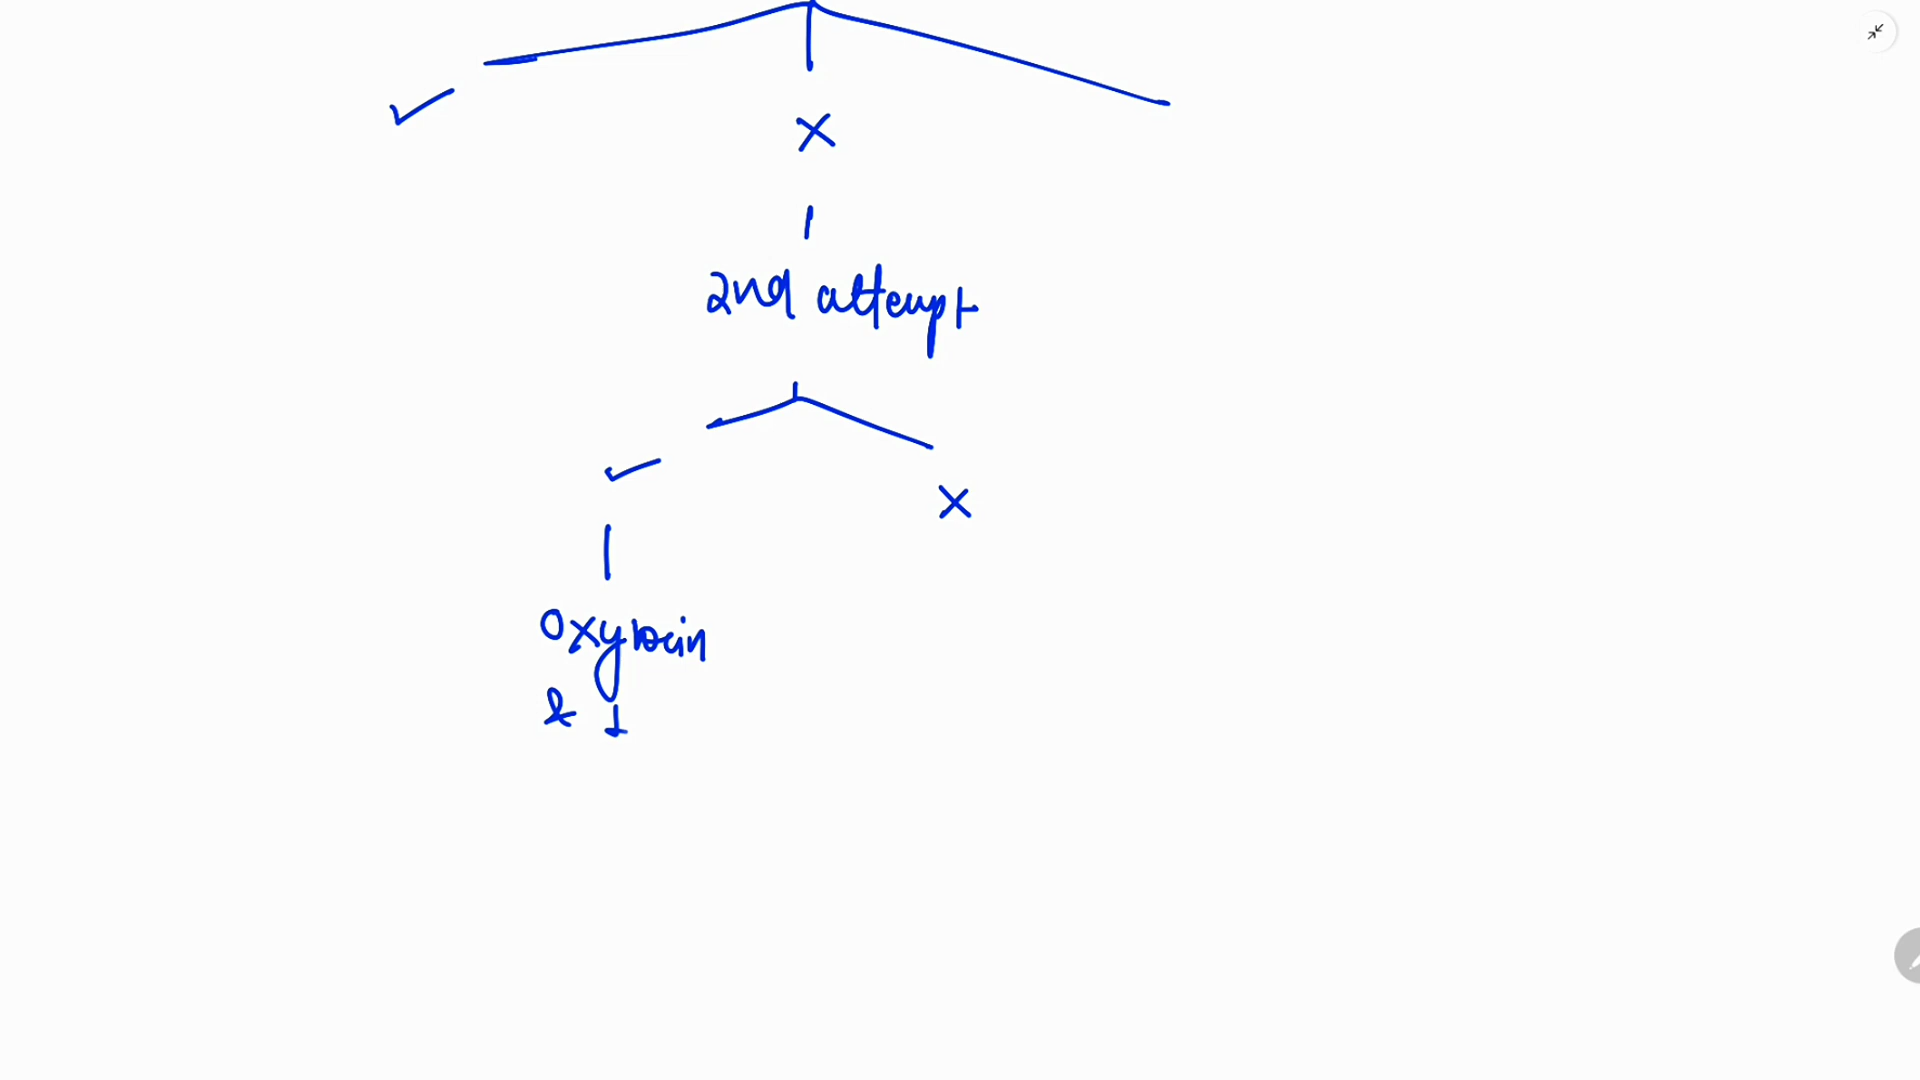 ✓
X
2nd attempt
✓ X
Oxytocin
& I